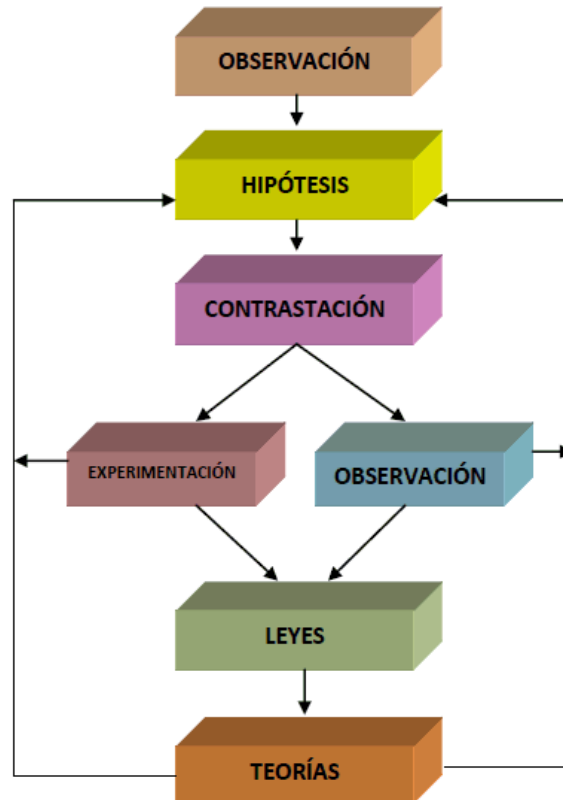 OBSERVACIÓN
HIPÓTESIS
CONTRASTACIÓN
EXPERIMENTACIÓN
OBSERVACIÓN
LEYES
TEORÍAS